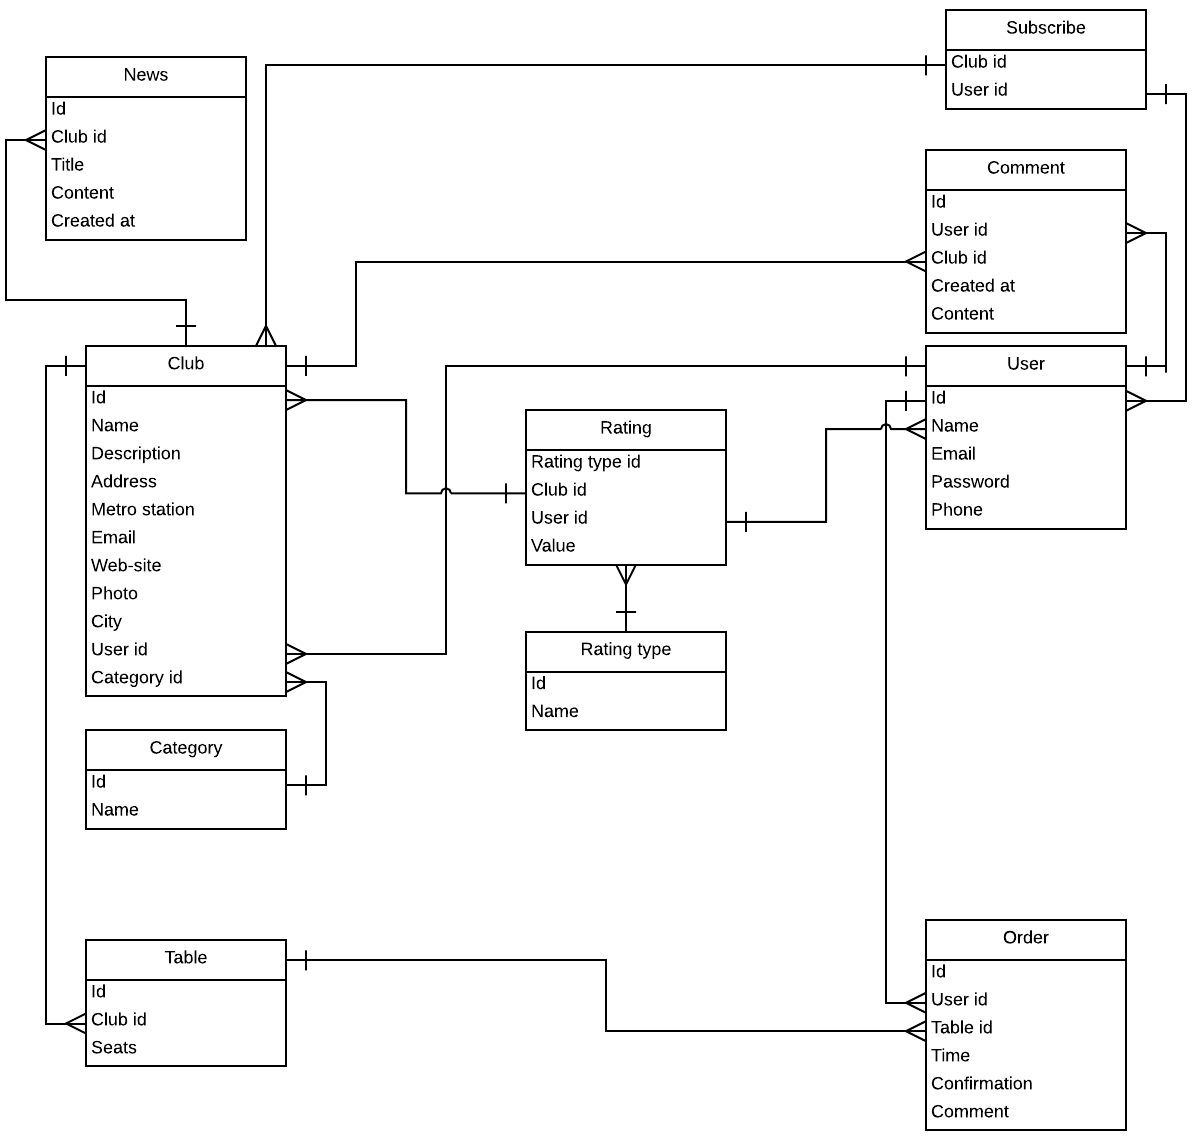 Subscribe
Club id
User id
News
Id
Club id
Title
Content
Created at
Comment
Id
User id
Club id
Created at
Content
Club
Id
Name
Description
Address
Metro station
Email
Web-site
Photo
City
User id
Category id
User
Id
Name
Email
Password
Phone
Rating
Rating type id
Club id
User id
Value
Rating type
Id
Name
Category
Id
Name
Table
Id
Club id
Seats
Order
Id
User id
Table id
Time
Confirmation
Comment